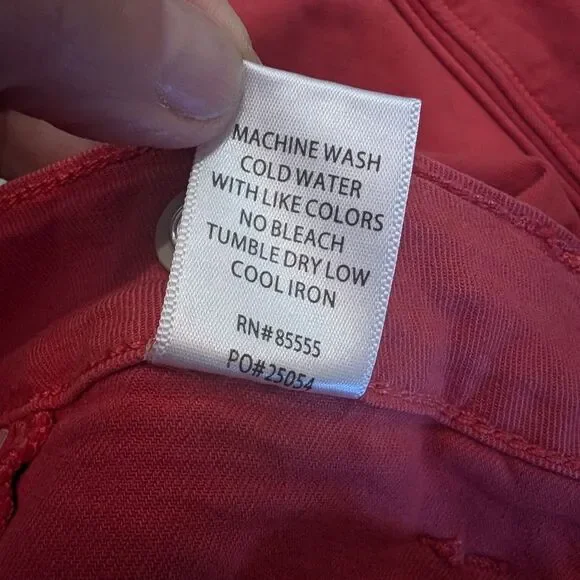 MACHINE WASH
COLD WATER
WITH LIKE COLORS
NO BLEACH
TUMBLE DRY LOW
COOL IRON
RN#85555
PO#25054